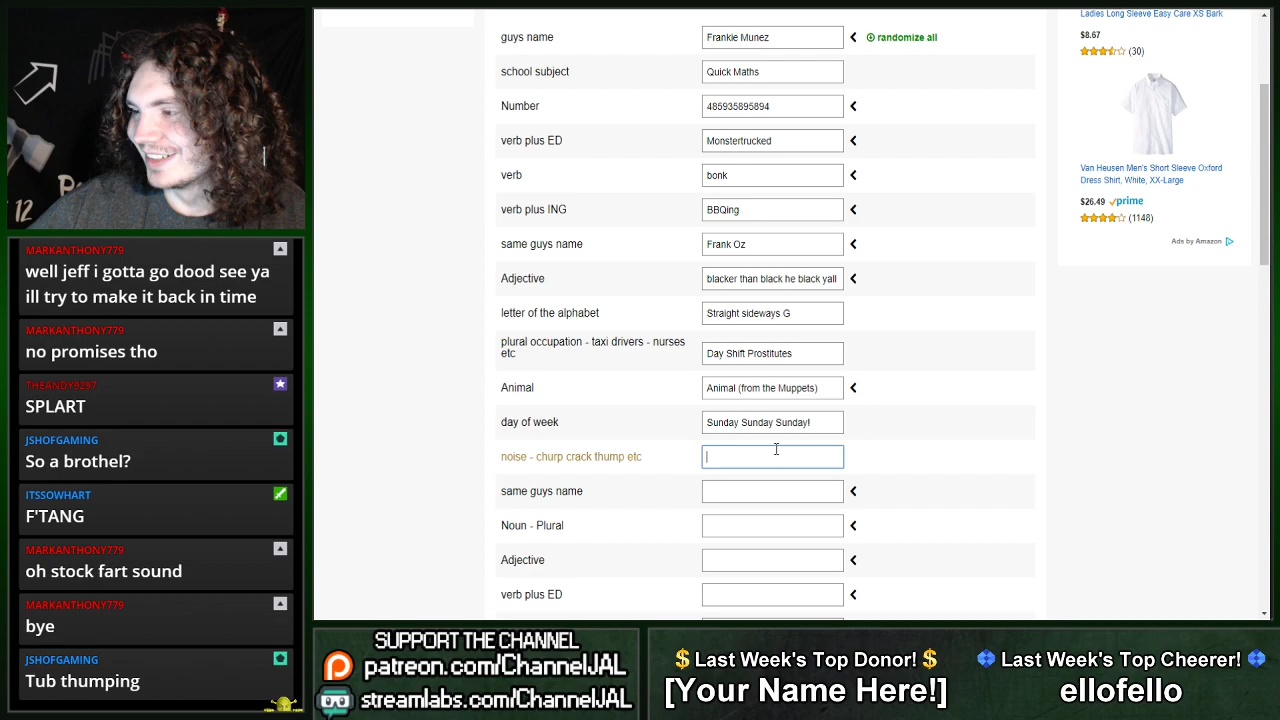 guys name
Frankie Munez
randomize all
school subject
Quick Maths
Number
485935895894
verb plus ED
Monstertrucked
verb
bonk
verb plus ING
BBQing
same guys name
Frank Oz
Adjective
blacker than black he black yall
letter of the alphabet
Straight sideways G
plural occupation - taxi drivers - nurses
etc
Day Shift Prostitutes
Animal
Animal (from the Muppets)
day of week
Sunday Sunday Sunday!
noise - churp crack thump etc
same guys name
Noun - Plural
Adjective
verb plus ED
Ladies Long Sleeve Easy Care XS Bark
$8.67
(30)
Van Heusen Men's Short Sleeve Oxford
Dress Shirt, White, XX-Large
$26.49 prime
(1148)
Ads by Amazon
12
MARKANTHONY779
well jeff i gotta go dood see ya
ill try to make it back in time
MARKANTHONY779
no promises tho
THEANDY9297
SPLART
JSHOFGAMING
So a brothel?
ITSSOWHART
F'TANG
MARKANTHONY779
oh stock fart sound
MARKANTHONY779
bye
JSHOFGAMING
Tub thumping
SUPPORT THE CHANNEL
patreon.com/ChannelJAL
streamlabs.com/ChannelJAL
$ Last Week's Top Donor! $
[Your Name Here!]
Last Week's Top Cheerer!
ellofello